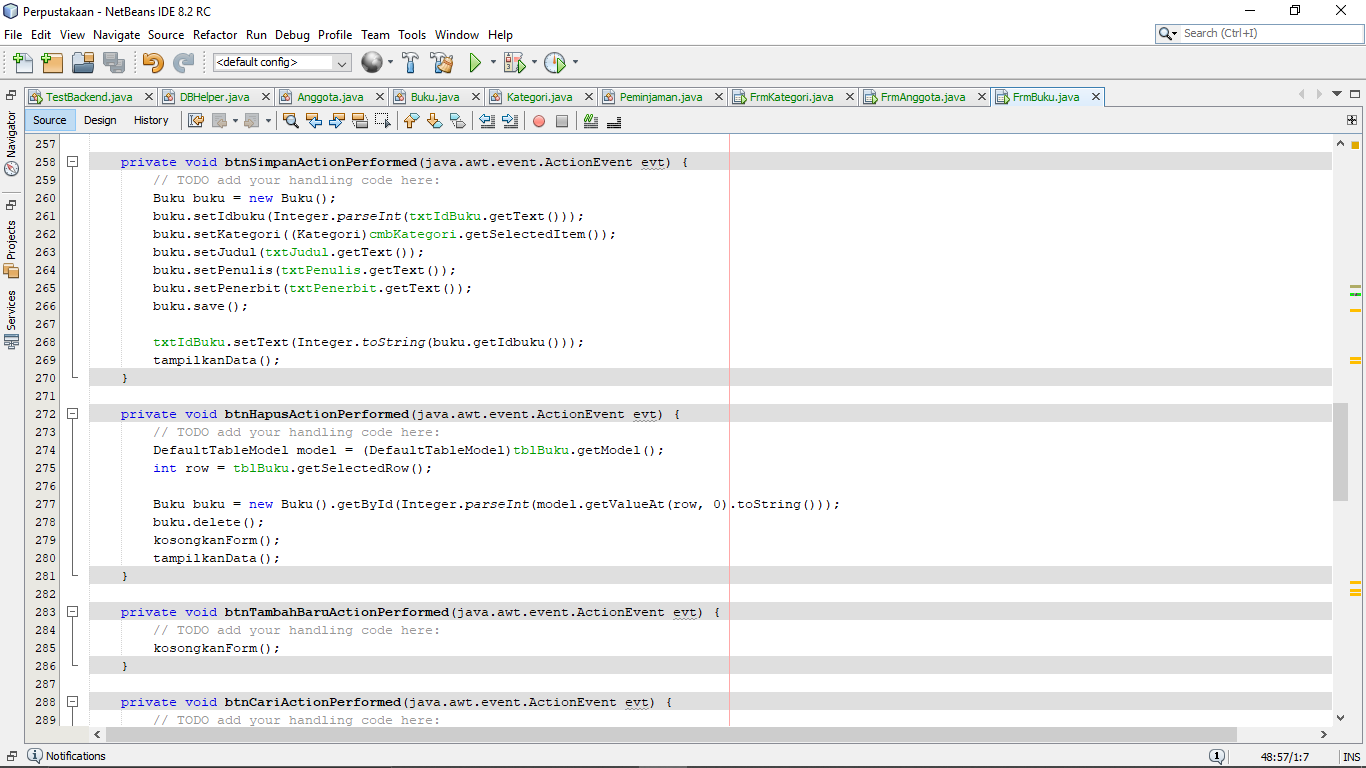 Perpustakaan - NetBeans IDE 8.2 RC
File Edit View Navigate Source Refactor Run Debug Profile Team Tools Window Help
Search (Ctrl+I)
<default config>
TestBackend.java DBHelper.java Anggota.java Buku.java Kategori.java Peminjaman.java FrmKategori.java FrmAnggota.java FrmBuku.java
Source Design History
Navigator
Projects
Services
257
258 private void btnSimpanActionPerformed(java.awt.event.ActionEvent evt) {
259 // TODO add your handling code here:
260 Buku buku = new Buku();
261 buku.setIdbuku(Integer.parseInt(txtIdBuku.getText()));
262 buku.setKategori((Kategori)cmbKategori.getSelectedItem());
263 buku.setJudul(txtJudul.getText());
264 buku.setPenulis(txtPenulis.getText());
265 buku.setPenerbit(txtPenerbit.getText());
266 buku.save();
267
268 txtIdBuku.setText(Integer.toString(buku.getIdbuku()));
269 tampilkanData();
270 }
271
272 private void btnHapusActionPerformed(java.awt.event.ActionEvent evt) {
273 // TODO add your handling code here:
274 DefaultTableModel model = (DefaultTableModel)tblBuku.getModel();
275 int row = tblBuku.getSelectedRow();
276
277 Buku buku = new Buku().getById(Integer.parseInt(model.getValueAt(row, 0).toString()));
278 buku.delete();
279 kosongkanForm();
280 tampilkanData();
281 }
282
283 private void btnTambahBaruActionPerformed(java.awt.event.ActionEvent evt) {
284 // TODO add your handling code here:
285 kosongkanForm();
286 }
287
288 private void btnCariActionPerformed(java.awt.event.ActionEvent evt) {
289 // TODO add your handling code here:
Notifications
1 48:57/1:7 INS